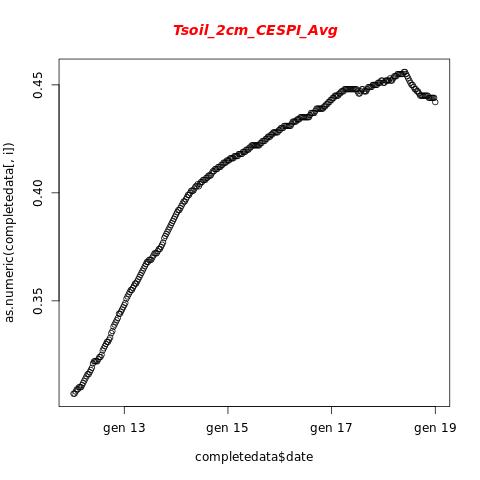 Tsoil_2cm_CESPI_Avg
as.numeric(completedata[, i])
0.45
0.40
0.35
gen 13 gen 15 gen 17 gen 19
completedata$date